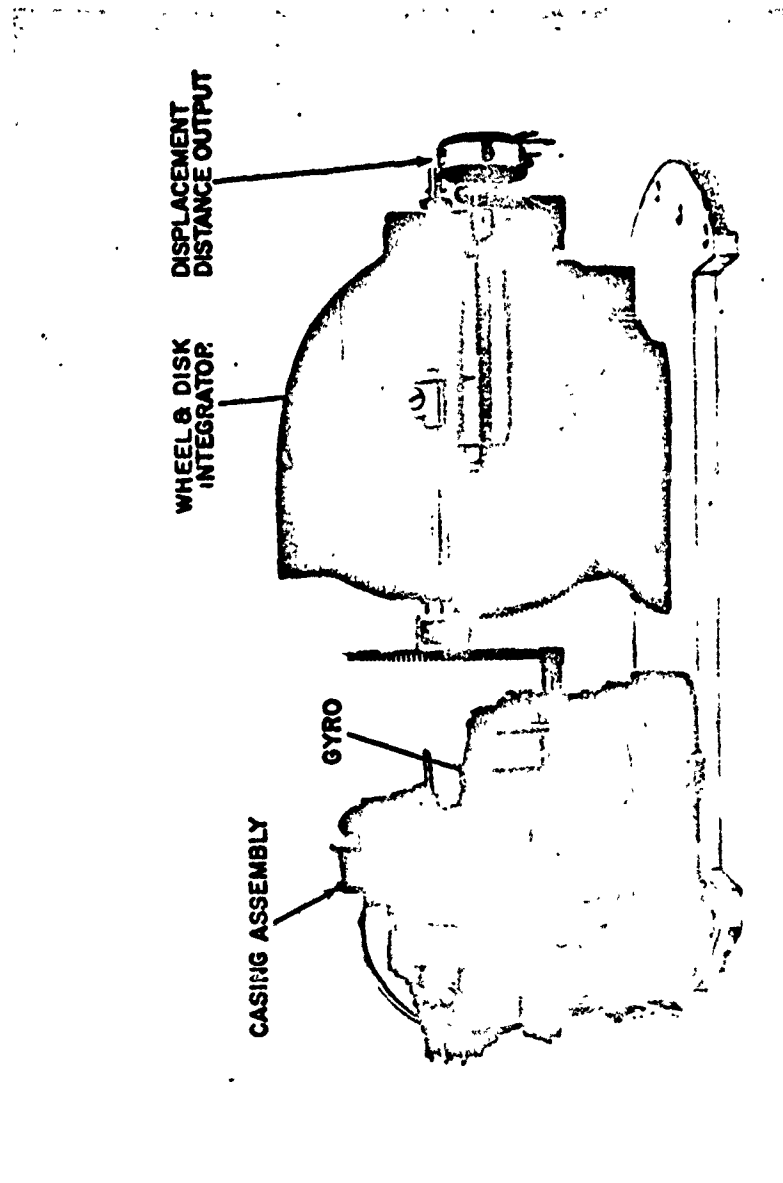 CASING ASSEMBLY
GYRO
WHEEL & DISK
INTEGRATOR
DISPLACEMENT
DISTANCE OUTPUT